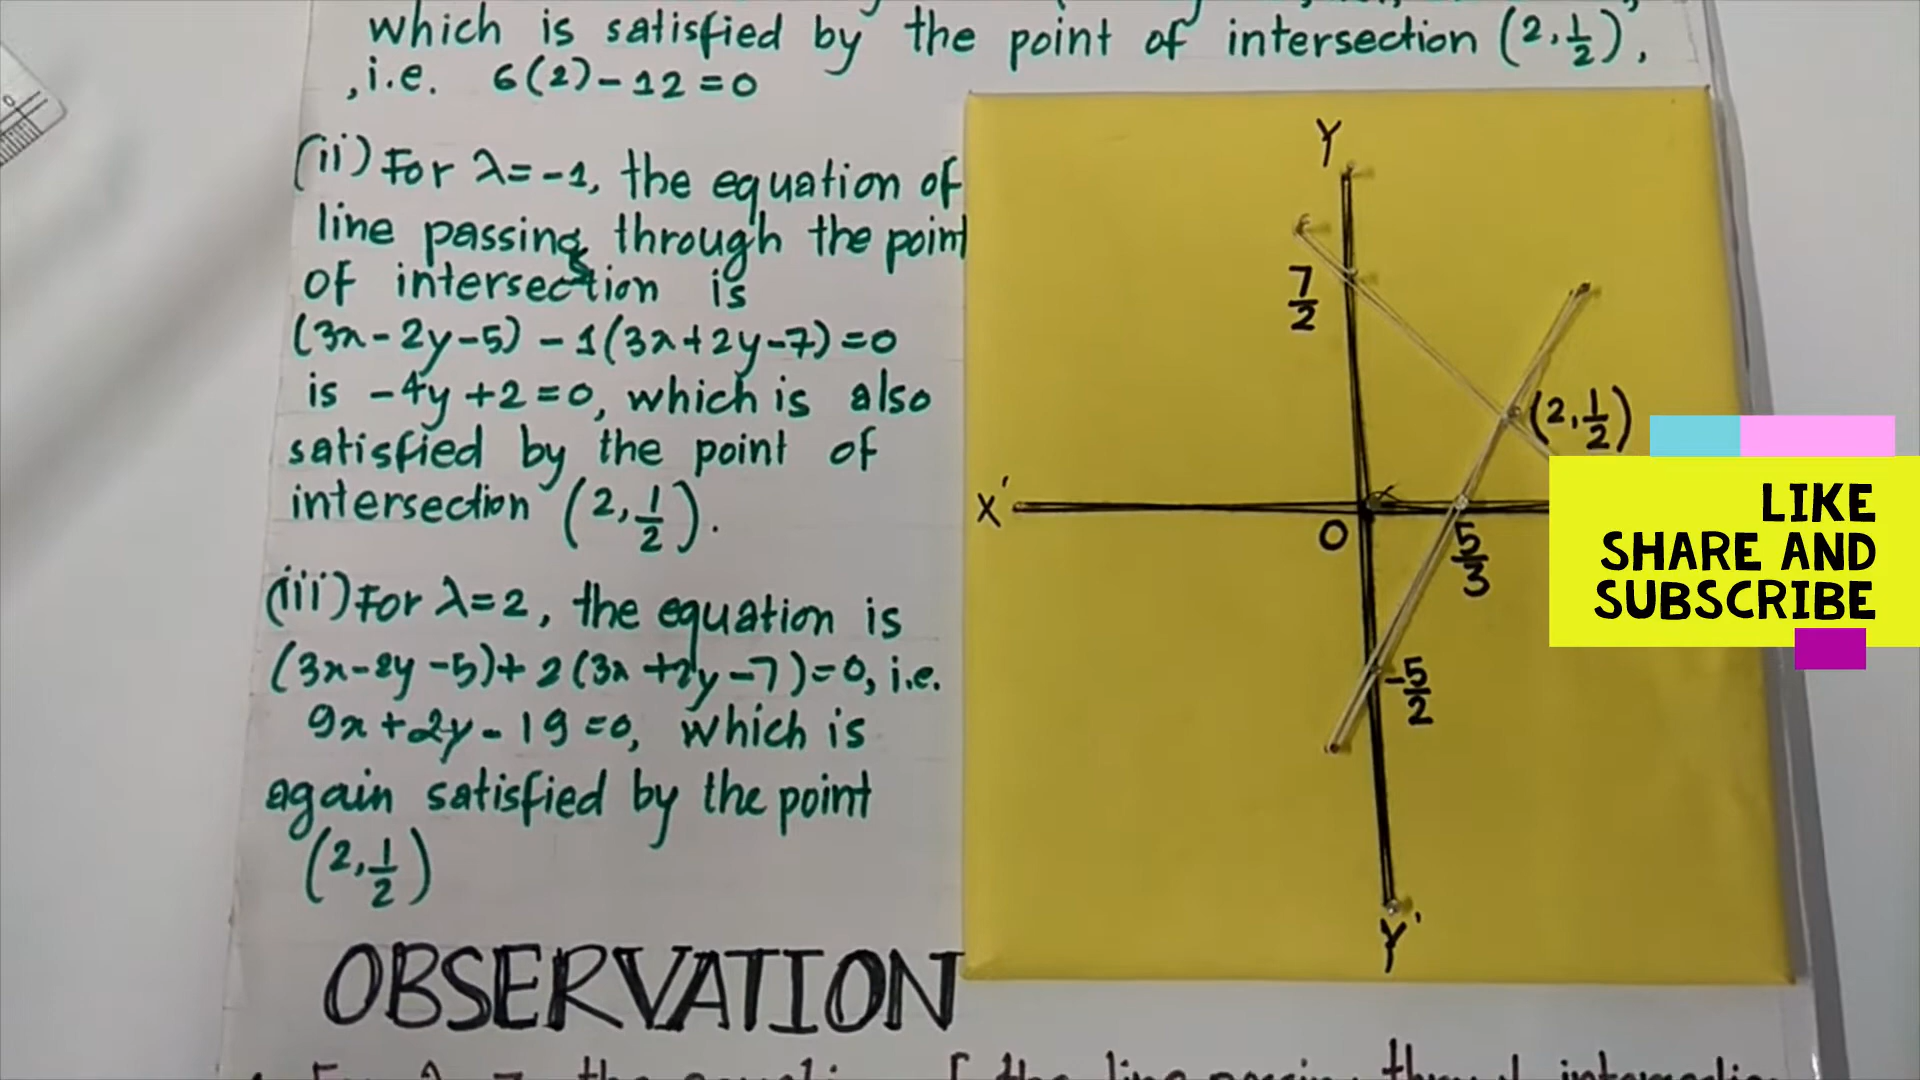 which is satisfied by the point of intersection (2, 1/2),
, i.e. 6(2) - 12 = 0
(ii) For λ = -1, the equation of
line passing through the point
of intersection is
(3x - 2y - 5) - 1(3x + 2y - 7) = 0
is -4y + 2 = 0, which is also
satisfied by the point of
intersection (2, 1/2).
(iii) For λ = 2, the equation is
(3x - 2y - 5) + 2(3x + 2y - 7) = 0, i.e.
9x + 2y - 19 = 0, which is
again satisfied by the point
(2, 1/2)
OBSERVATION
Y
7/2
(2, 1/2)
X'
O
5/3
-5/2
Y'
LIKE
SHARE AND
SUBSCRIBE
0